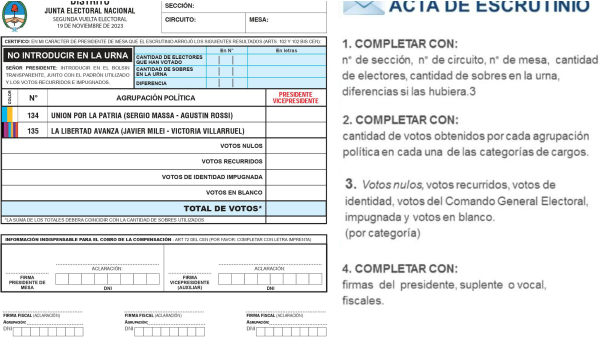 DISTRITO
JUNTA ELECTORAL NACIONAL
SEGUNDA VUELTA ELECTORAL
19 DE NOVIEMBRE DE 2023
SECCIÓN:
CIRCUITO: MESA:
CERTIFICO: EN MI CARÁCTER DE PRESIDENTE DE MESA QUE EL ESCRUTINIO ARROJÓ LOS SIGUIENTES RESULTADOS (ARTS. 102 Y 102 BIS CEN):
NO INTRODUCIR EN LA URNA
SEÑOR PRESIDENTE: INTRODUCIR EN EL BOLSIN
TRANSPARENTE, JUNTO CON EL PADRÓN UTILIZADO
Y LOS VOTOS RECURRIDOS E IMPUGNADOS.
En N° En letras
CANTIDAD DE ELECTORES
QUE HAN VOTADO
CANTIDAD DE SOBRES
EN LA URNA
DIFERENCIA
COLOR N° AGRUPACIÓN POLÍTICA PRESIDENTE
VICEPRESIDENTE
134 UNION POR LA PATRIA (SERGIO MASSA - AGUSTIN ROSSI)
135 LA LIBERTAD AVANZA (JAVIER MILEI - VICTORIA VILLARRUEL)
VOTOS NULOS
VOTOS RECURRIDOS
VOTOS DE IDENTIDAD IMPUGNADA
VOTOS EN BLANCO
TOTAL DE VOTOS*
*LA SUMA DE LOS TOTALES DEBERÁ COINCIDIR CON LA CANTIDAD DE SOBRES UTILIZADOS
INFORMACIÓN INDISPENSABLE PARA EL COBRO DE LA COMPENSACIÓN - ART 72 DEL CEN (POR FAVOR: COMPLETAR CON LETRA IMPRENTA)
FIRMA
PRESIDENTE DE
MESA
ACLARACIÓN:
DNI
FIRMA
VICEPRESIDENTE
(AUXILIAR)
ACLARACIÓN:
DNI
FIRMA FISCAL (ACLARACIÓN) FIRMA FISCAL (ACLARACIÓN) FIRMA FISCAL (ACLARACIÓN)
AGRUPACIÓN: AGRUPACIÓN: AGRUPACIÓN:
DNI DNI DNI
ACTA DE ESCRUTINIO
1. COMPLETAR CON:
n° de sección, n° de circuito, n° de mesa, cantidad
de electores, cantidad de sobres en la urna,
diferencias si las hubiera.3
2. COMPLETAR CON:
cantidad de votos obtenidos por cada agrupación
política en cada una de las categorías de cargos.
3. Votos nulos, votos recurridos, votos de
identidad, votos del Comando General Electoral,
impugnada y votos en blanco.
(por categoría)
4. COMPLETAR CON:
firmas del presidente, suplente o vocal,
fiscales.